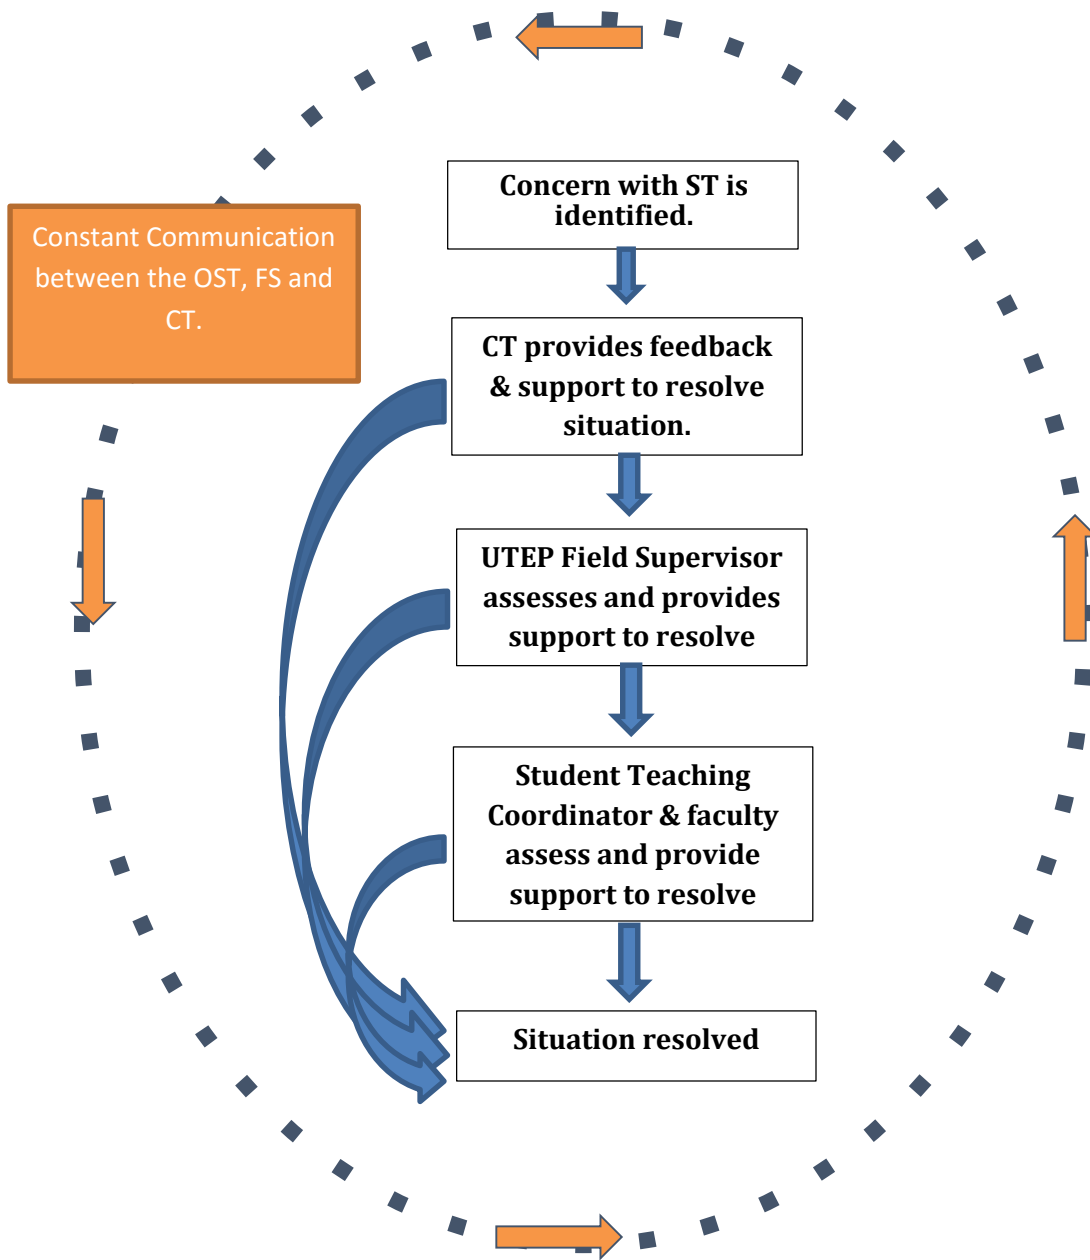 Concern with ST is
identified.
Constant Communication
between the OST, FS and
CT.
CT provides feedback
& support to resolve
situation.
UTEP Field Supervisor
assesses and provides
support to resolve
Student Teaching
Coordinator & faculty
assess and provide
support to resolve
Situation resolved